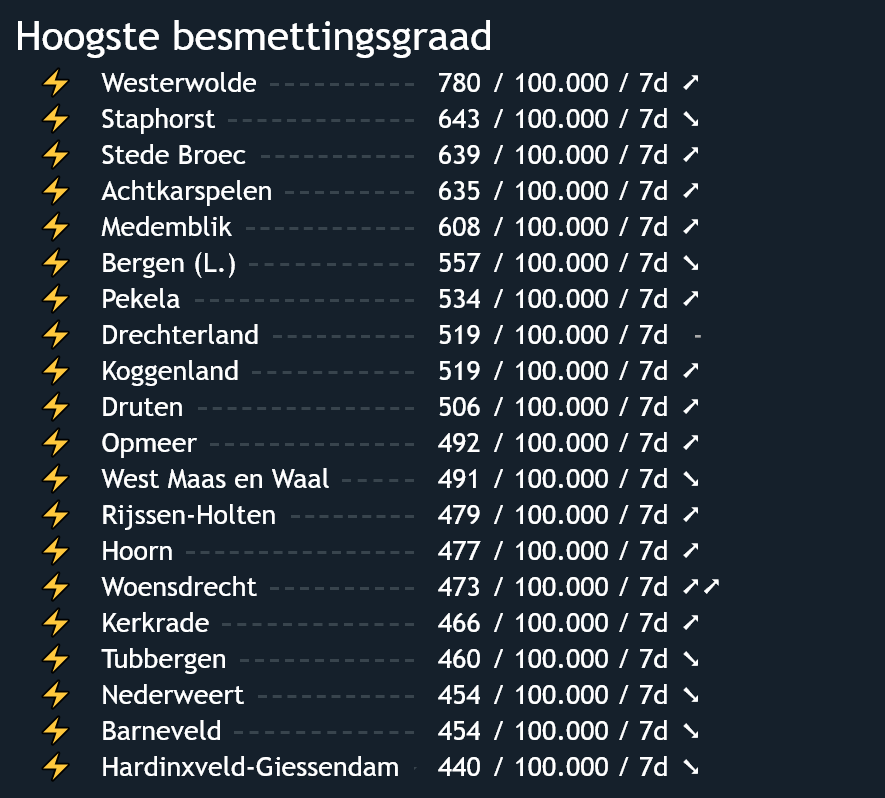 Hoogste besmettingsgraad
⚡ Westerwolde ---------- 780 / 100.000 / 7d ➚
⚡ Staphorst ------------- 643 / 100.000 / 7d ➘
⚡ Stede Broec ----------- 639 / 100.000 / 7d ➚
⚡ Achtkarspelen --------- 635 / 100.000 / 7d ➚
⚡ Medemblik ------------ 608 / 100.000 / 7d ➚
⚡ Bergen (L.) ------------ 557 / 100.000 / 7d ➘
⚡ Pekela --------------- 534 / 100.000 / 7d ➚
⚡ Drechterland ---------- 519 / 100.000 / 7d -
⚡ Koggenland ----------- 519 / 100.000 / 7d ➚
⚡ Druten --------------- 506 / 100.000 / 7d ➚
⚡ Opmeer -------------- 492 / 100.000 / 7d ➚
⚡ West Maas en Waal ----- 491 / 100.000 / 7d ➘
⚡ Rijssen-Holten --------- 479 / 100.000 / 7d ➚
⚡ Hoorn ---------------- 477 / 100.000 / 7d ➚
⚡ Woensdrecht ----------- 473 / 100.000 / 7d ➚➚
⚡ Kerkrade ------------- 466 / 100.000 / 7d ➚
⚡ Tubbergen ------------ 460 / 100.000 / 7d ➘
⚡ Nederweert ----------- 454 / 100.000 / 7d ➘
⚡ Barneveld ------------- 454 / 100.000 / 7d ➘
⚡ Hardinxveld-Giessendam - 440 / 100.000 / 7d ➘